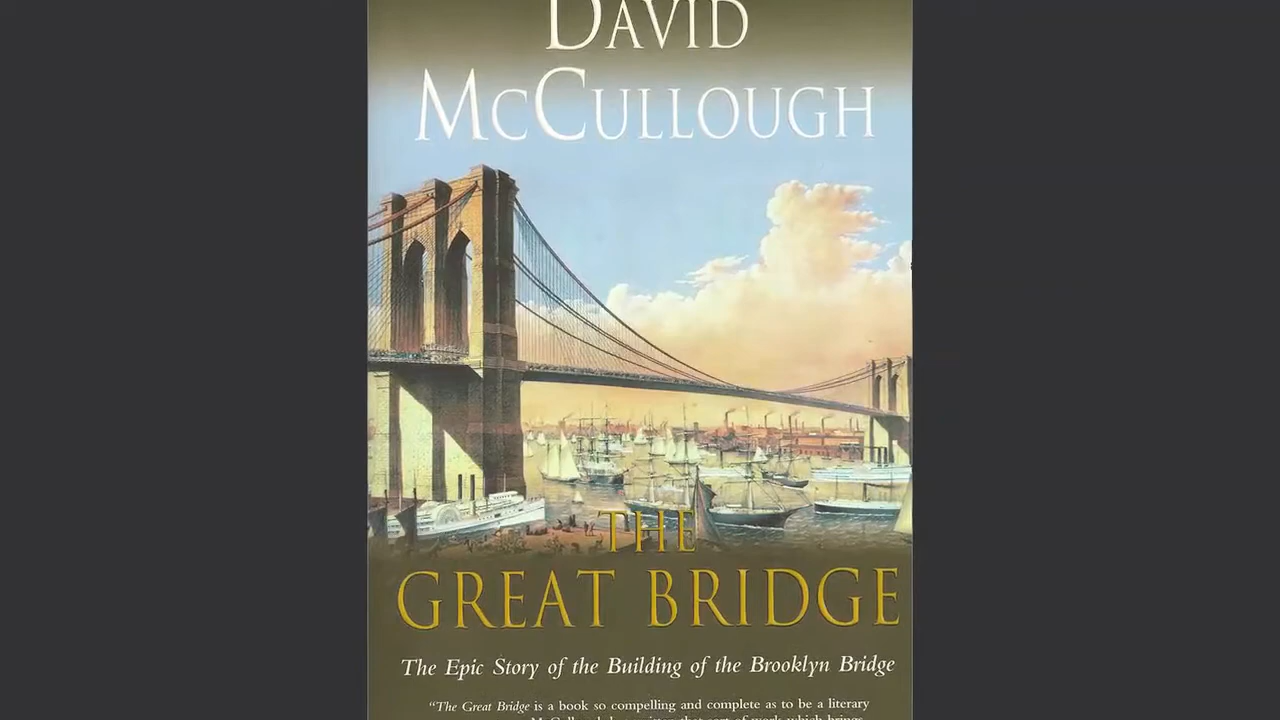 DAVID
MCCULLOUGH
THE
GREAT BRIDGE
The Epic Story of the Building of the Brooklyn Bridge
"The Great Bridge is a book so compelling and complete as to be a literary